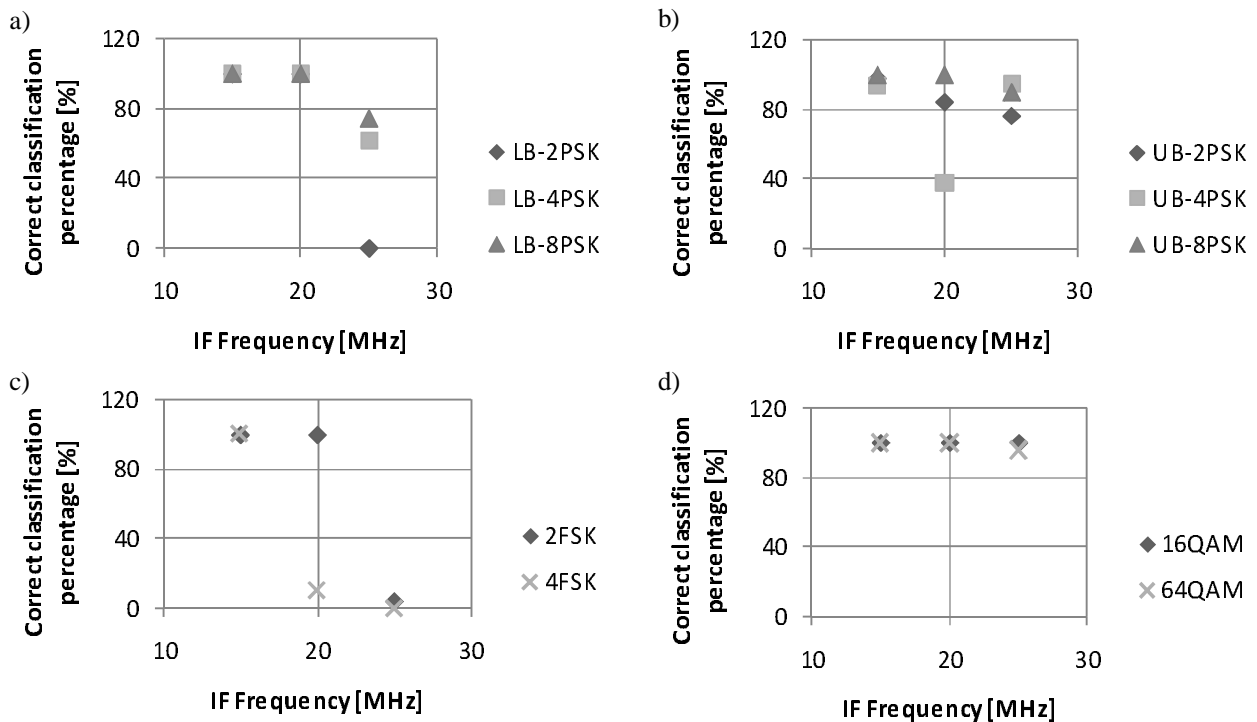 a)
Correct classification
percentage [%]
120
80
40
0
10
20
30
IF Frequency [MHz]
LB-2PSK
LB-4PSK
LB-8PSK
b)
Correct classification
percentage [%]
120
80
40
0
10
20
30
IF Frequency [MHz]
UB-2PSK
UB-4PSK
UB-8PSK
c)
Correct classification
percentage [%]
120
80
40
0
10
20
30
IF Frequency [MHz]
2FSK
4FSK
d)
Correct classification
percentage [%]
120
80
40
0
10
20
30
IF Frequency [MHz]
16QAM
64QAM